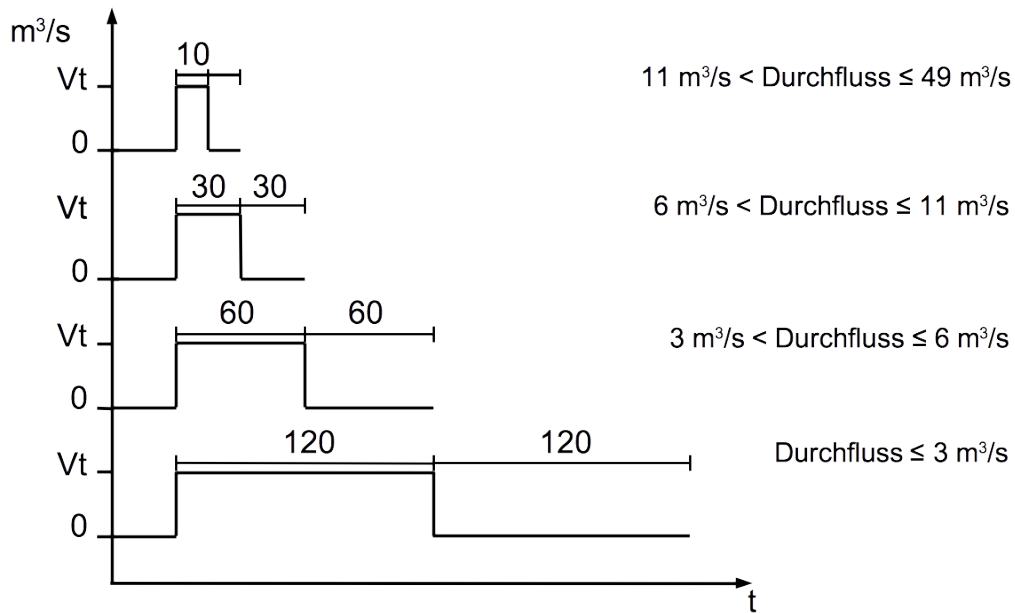 m³/s
10
Vt
11 m³/s < Durchfluss ≤ 49 m³/s
0
30 30
Vt
6 m³/s < Durchfluss ≤ 11 m³/s
0
60 60
Vt
3 m³/s < Durchfluss ≤ 6 m³/s
0
120 120
Vt
Durchfluss ≤ 3 m³/s
0
t